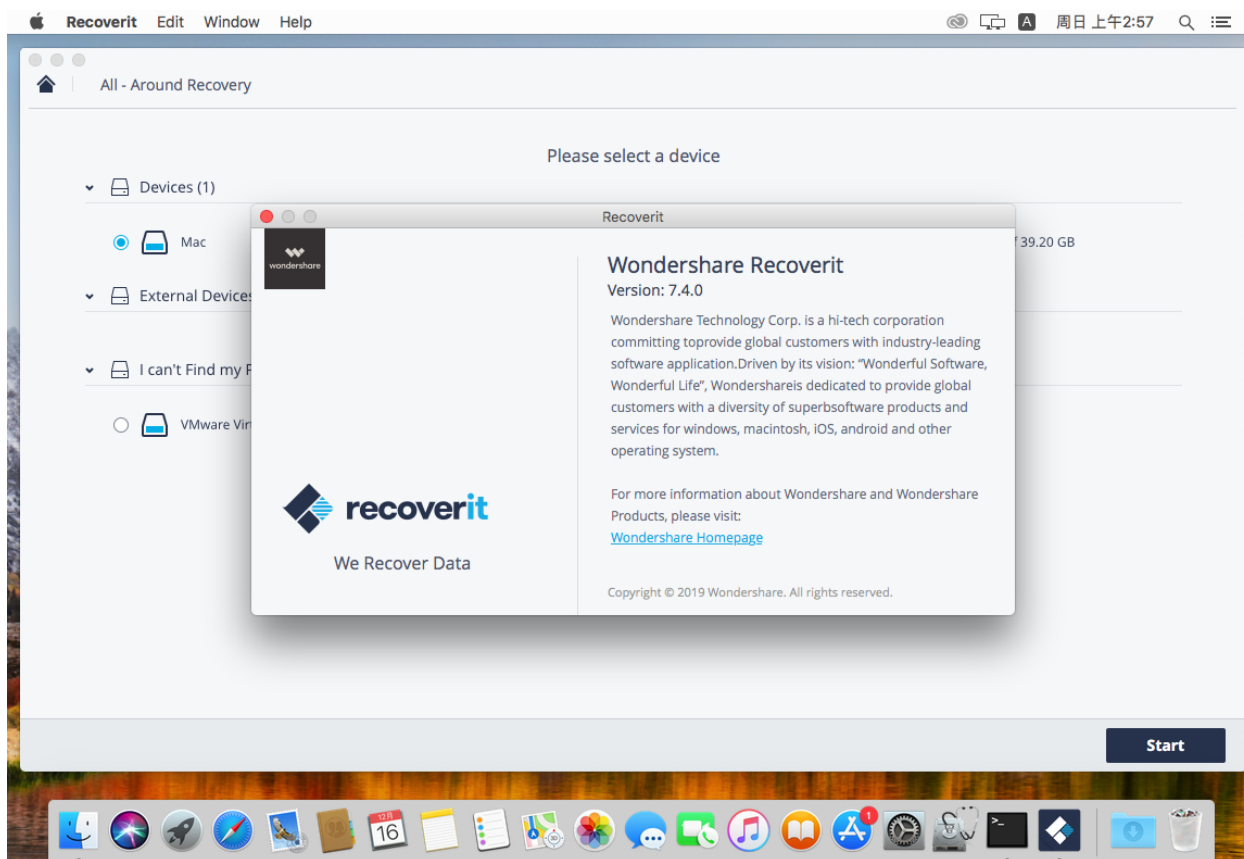 Recoverit Edit Window Help
A 周日 上午2:57
All - Around Recovery
Please select a device
Devices (1)
Recoverit
Mac
39.20 GB
wondershare
Wondershare Recoverit
Version: 7.4.0
External Devices
Wondershare Technology Corp. is a hi-tech corporation
committing toprovide global customers with industry-leading
software application.Driven by its vision: “Wonderful Software,
Wonderful Life”, Wondershareis dedicated to provide global
customers with a diversity of superbsoftware products and
services for windows, macintosh, iOS, android and other
operating system.
I can't Find my
VMware
For more information about Wondershare and Wondershare
Products, please visit:
Wondershare Homepage
recoverit
We Recover Data
Copyright © 2019 Wondershare. All rights reserved.
Start
12月
16
1